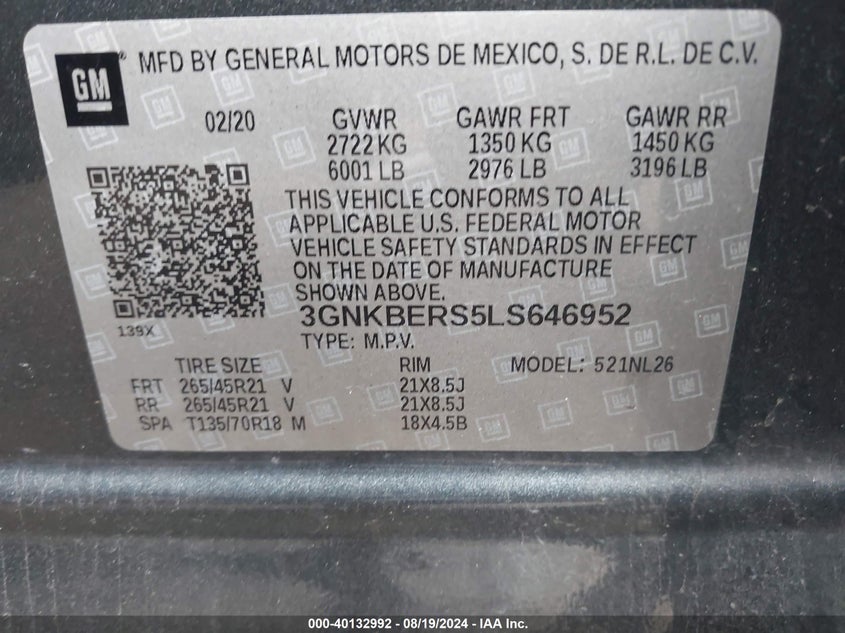 GM
MFD BY GENERAL MOTORS DE MEXICO, S. DE R.L. DE C.V.
02/20 GVWR GAWR FRT GAWR RR
2722 KG 1350 KG 1450 KG
6001 LB 2976 LB 3196 LB
THIS VEHICLE CONFORMS TO ALL
APPLICABLE U.S. FEDERAL MOTOR
VEHICLE SAFETY STANDARDS IN EFFECT
ON THE DATE OF MANUFACTURE
SHOWN ABOVE.
3GNKBERS5LS646952
139X
TYPE: M.P.V.
TIRE SIZE RIM MODEL: 521NL26
FRT 265/45R21 V 21X8.5J
RR 265/45R21 V 21X8.5J
SPA T135/70R18 M 18X4.5B
000-40132992 - 08/19/2024 - IAA Inc.